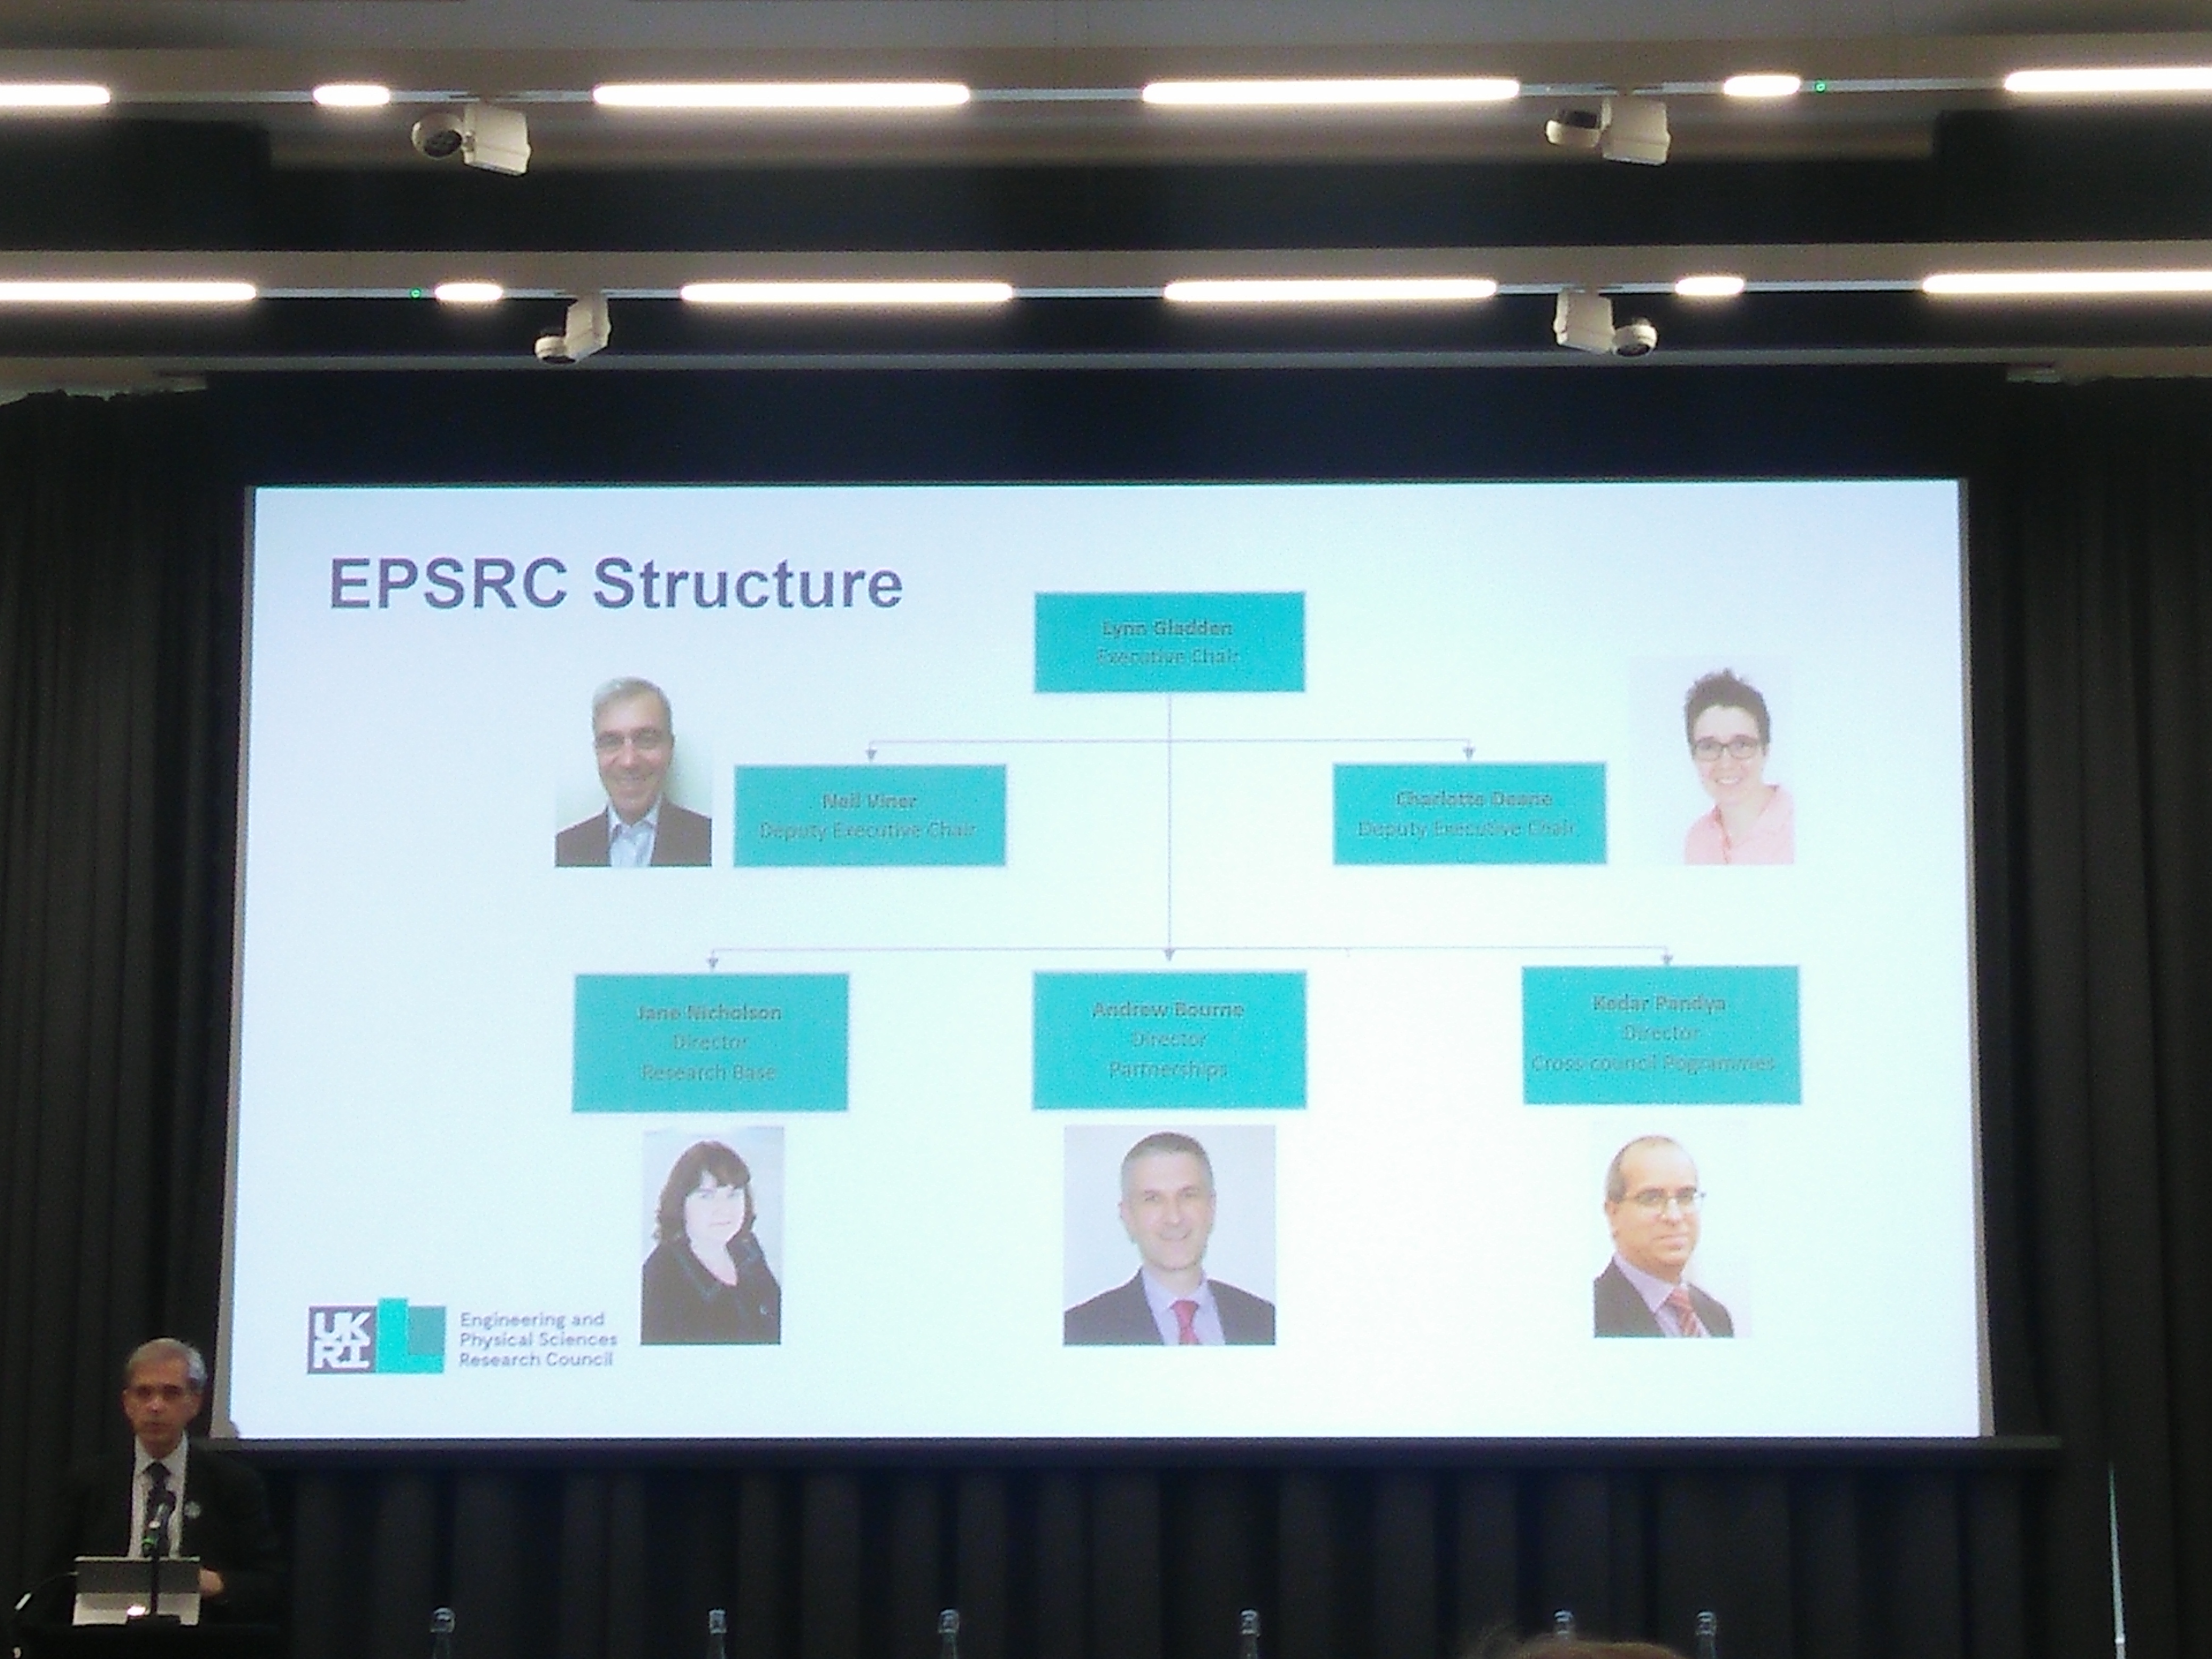 EPSRC Structure
Lynn Gladden
Executive Chair
Neil Viner
Deputy Executive Chair
Charlotte Deane
Deputy Executive Chair
Jane Nicholson
Director
Research Base
Andrew Bourne
Director
Partnerships
Kedar Pandya
Director
Cross-council Pogrammes
UK
RI
Engineering and
Physical Sciences
Research Council